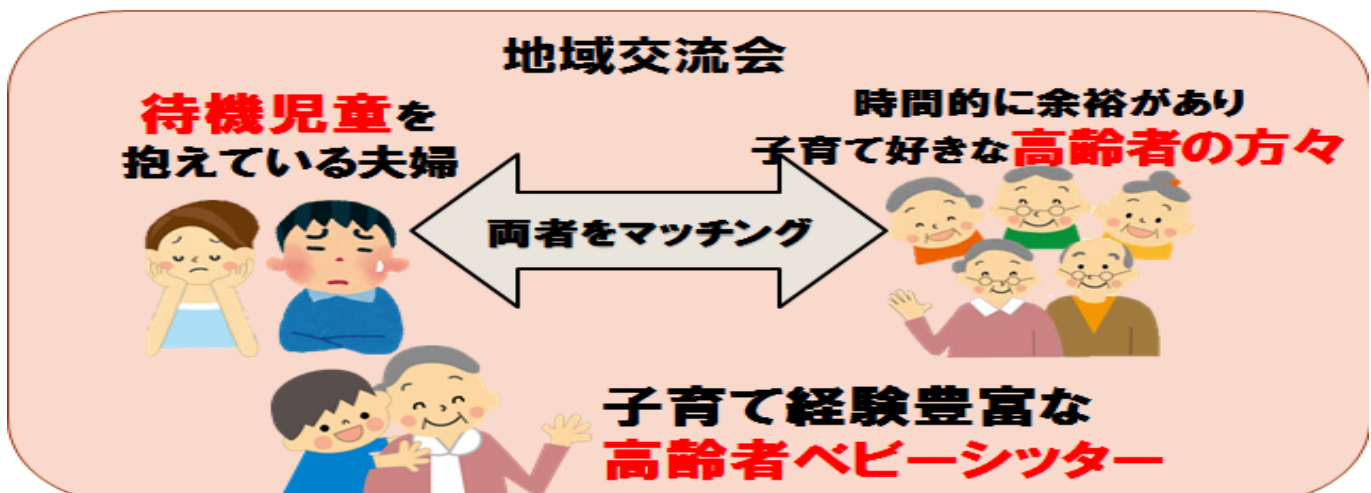 地域交流会
待機児童を
抱えている夫婦
時間的に余裕があり
子育て好きな高齢者の方々
両者をマッチング
子育て経験豊富な
高齢者ベビーシッター